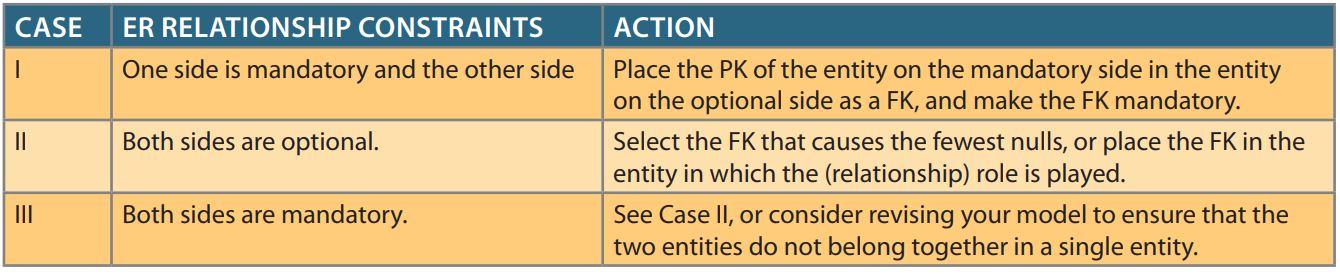 CASE ER RELATIONSHIP CONSTRAINTS ACTION
I One side is mandatory and the other side Place the PK of the entity on the mandatory side in the entity
on the optional side as a FK, and make the FK mandatory.
II Both sides are optional. Select the FK that causes the fewest nulls, or place the FK in the
entity in which the (relationship) role is played.
III Both sides are mandatory. See Case II, or consider revising your model to ensure that the
two entities do not belong together in a single entity.